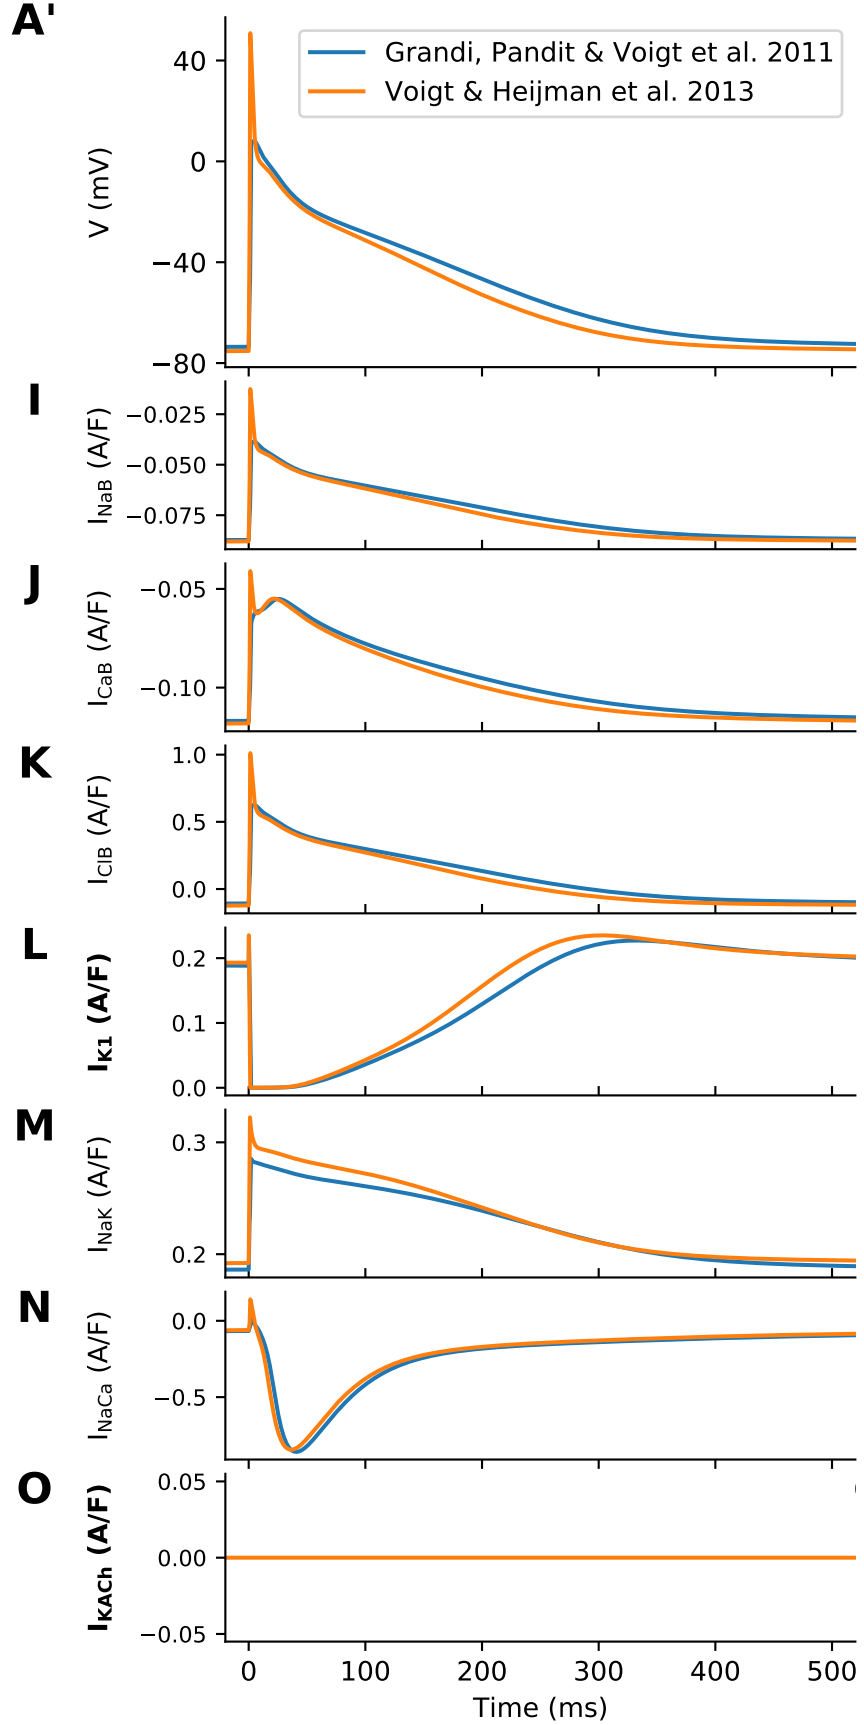 A'
Grandi, Pandit & Voigt et al. 2011
Voigt & Heijman et al. 2013
V (mV)
40
0
−40
−80
I
I_NaB (A/F)
−0.025
−0.050
−0.075
J
I_CaB (A/F)
−0.05
−0.10
K
I_ClB (A/F)
1.0
0.5
0.0
L
I_K1 (A/F)
0.2
0.1
0.0
M
I_NaK (A/F)
0.3
0.2
N
I_NaCa (A/F)
0.0
−0.5
O
I_KACh (A/F)
0.05
0.00
−0.05
0 100 200 300 400 500
Time (ms)